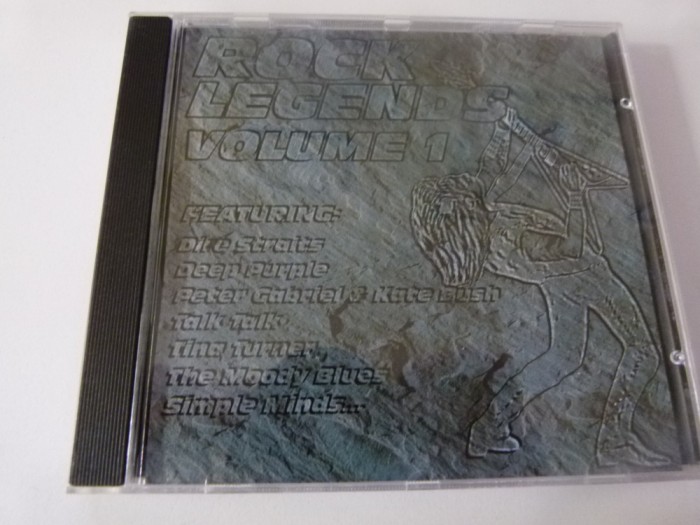 ROCK
LEGENDS
VOLUME 1
FEATURING:
Dire Straits
Deep Purple
Peter Gabriel & Kate Bush
Talk Talk
Tina Turner
The Moody Blues
Simple Minds...